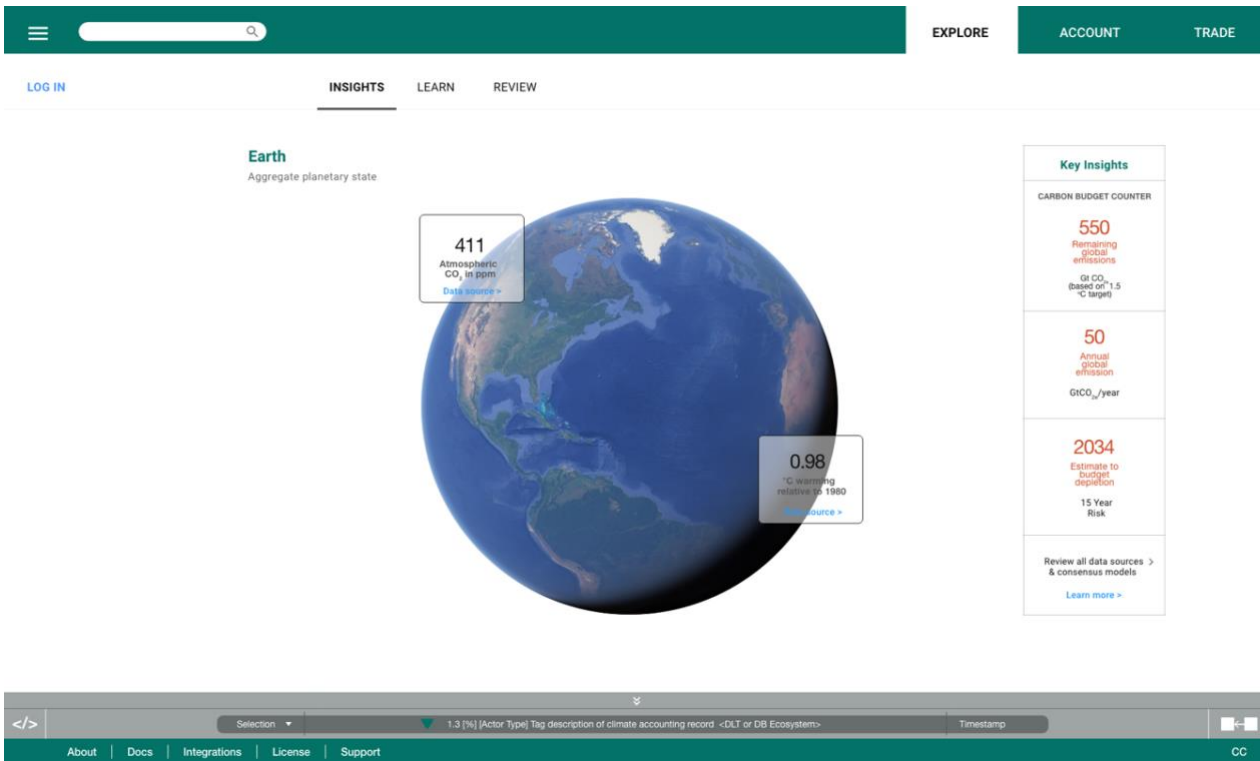 EXPLORE
ACCOUNT
TRADE
LOG IN
INSIGHTS
LEARN
REVIEW
Earth
Aggregate planetary state
411
Atmospheric
CO2 in ppm
Data source >
0.98
°C warming
relative to 1980
Data source >
Key Insights
CARBON BUDGET COUNTER
550
Remaining
global
emissions
Gt CO2e
(based on 1.5
°C target)
50
Annual
global
emission
GtCO2e/year
2034
Estimate to
budget
depletion
15 Year
Risk
Review all data sources >
& consensus models
Learn more >
</>
Selection
1.3 [%] [Actor Type] Tag description of climate accounting record <DLT or DB Ecosystem>
Timestamp
About | Docs | Integrations | License | Support
CC